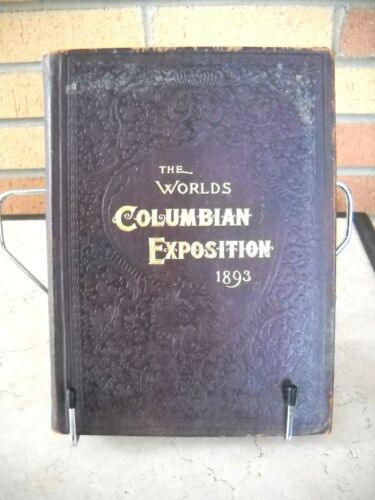 THE
WORLDS
COLUMBIAN
EXPOSITION
1893